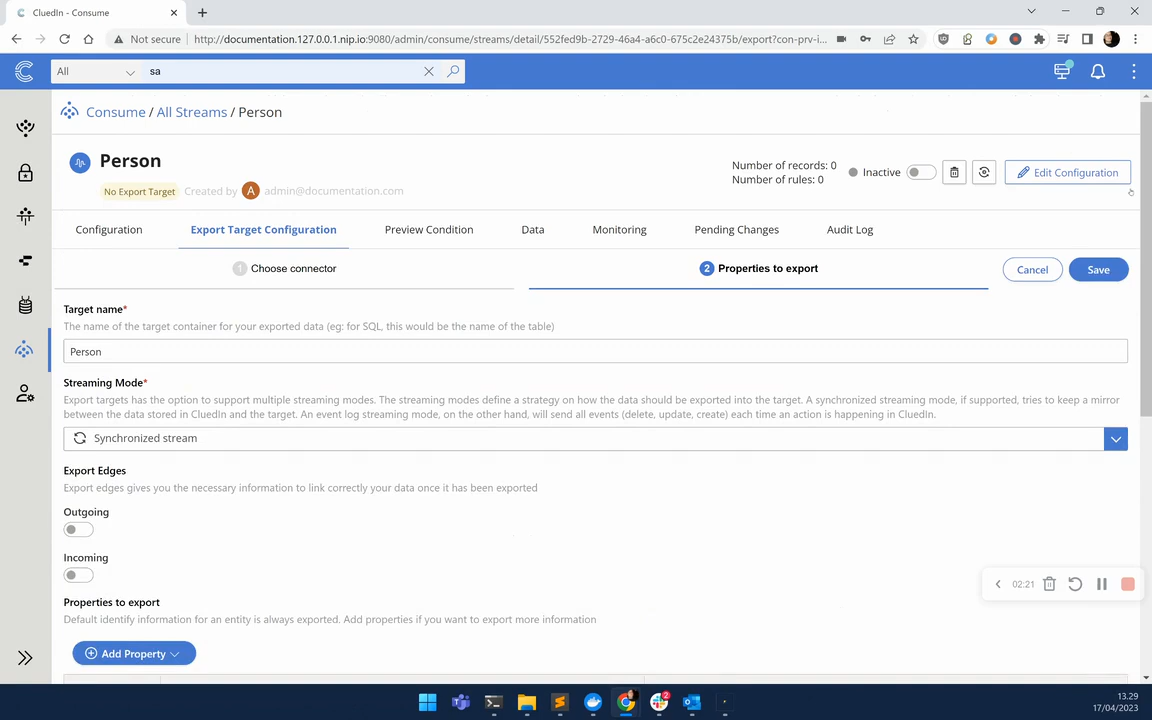 CluedIn - Consume
Not secure
http://documentation.127.0.0.1.nip.io:9080/admin/consume/streams/detail/552fed9b-2729-46a4-a6c0-675c2e24375b/export?con-prv-i...
All
sa
Consume / All Streams / Person
Person
No Export Target
Created by
A
admin@documentation.com
Number of records: 0
Number of rules: 0
Inactive
Edit Configuration
Configuration
Export Target Configuration
Preview Condition
Data
Monitoring
Pending Changes
Audit Log
1 Choose connector
2 Properties to export
Cancel
Save
Target name*
The name of the target container for your exported data (eg: for SQL, this would be the name of the table)
Person
Streaming Mode*
Export targets has the option to support multiple streaming modes. The streaming modes define a strategy on how the data should be exported into the target. A synchronized streaming mode, if supported, tries to keep a mirror
between the data stored in CluedIn and the target. An event log streaming mode, on the other hand, will send all events (delete, update, create) each time an action is happening in CluedIn.
Synchronized stream
Export Edges
Export edges gives you the necessary information to link correctly your data once it has been exported
Outgoing
Incoming
02:21
Properties to export
Default identify information for an entity is always exported. Add properties if you want to export more information
Add Property
2
13.29
17/04/2023